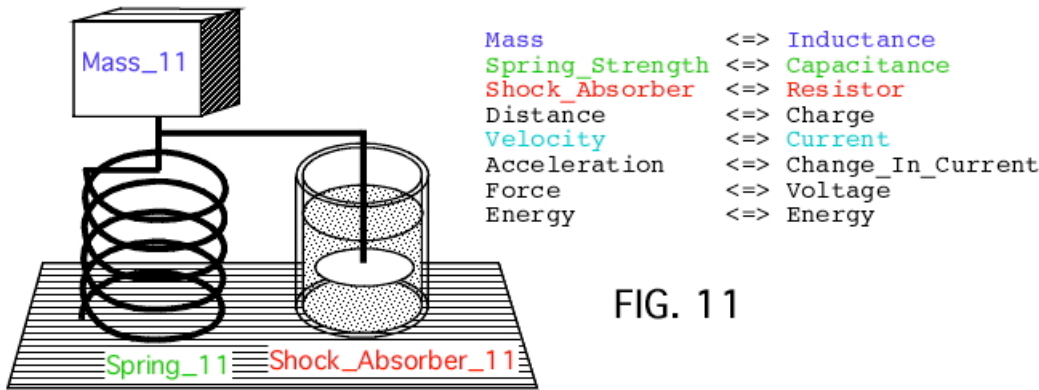 Mass_11
Mass <=> Inductance
Spring_Strength <=> Capacitance
Shock_Absorber <=> Resistor
Distance <=> Charge
Velocity <=> Current
Acceleration <=> Change_In_Current
Force <=> Voltage
Energy <=> Energy
FIG. 11
Spring_11
Shock_Absorber_11